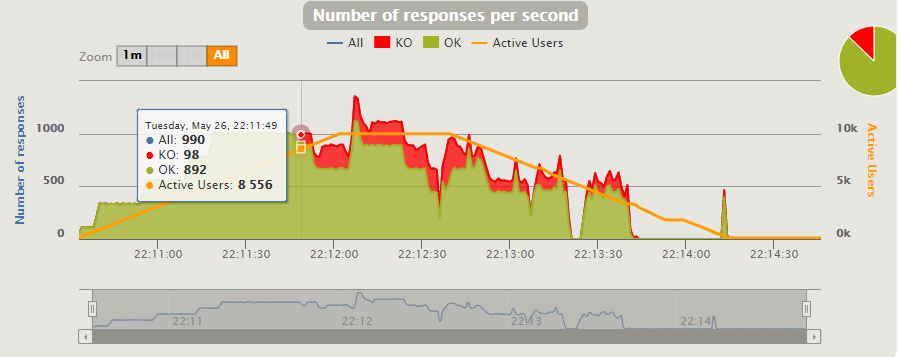 Number of responses per second
All KO OK Active Users
Zoom 1m 10m 1h All
Number of responses
1000
500
0
Tuesday, May 26, 22:11:49
All: 990
KO: 98
OK: 892
Active Users: 8 556
10k
5k
0k
Active Users
22:11:00 22:11:30 22:12:00 22:12:30 22:13:00 22:13:30 22:14:00 22:14:30
22:11 22:12 22:13 22:14